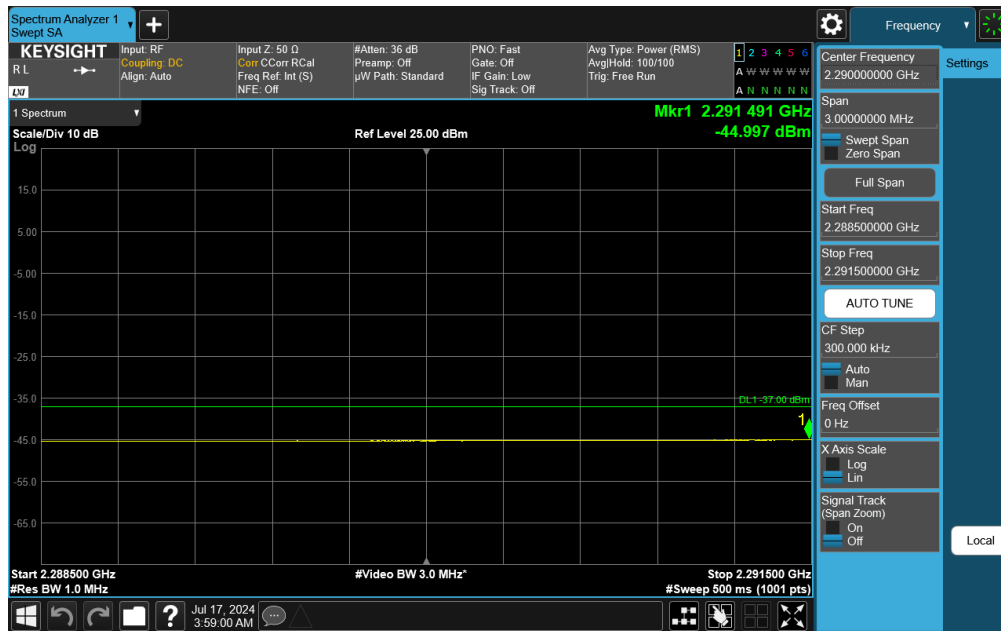 Spectrum Analyzer 1
Swept SA
Frequency
KEYSIGHT
R L
LXI
Input: RF
Coupling: DC
Align: Auto
Input Z: 50 Ω
Corr CCorr RCal
Freq Ref: Int (S)
NFE: Off
#Atten: 36 dB
Preamp: Off
µW Path: Standard
PNO: Fast
Gate: Off
IF Gain: Low
Sig Track: Off
Avg Type: Power (RMS)
Avg|Hold: 100/100
Trig: Free Run
1 2 3 4 5 6
A W W W W W
A N N N N N
1 Spectrum
Scale/Div 10 dB
Log
Ref Level 25.00 dBm
Mkr1 2.291 491 GHz
-44.997 dBm
15.0
5.00
-5.00
-15.0
-25.0
-35.0
-45.0
-55.0
-65.0
DL1 -37.00 dBm
1
Start 2.288500 GHz
#Res BW 1.0 MHz
#Video BW 3.0 MHz*
Stop 2.291500 GHz
#Sweep 500 ms (1001 pts)
Jul 17, 2024
3:59:00 AM
Center Frequency
2.290000000 GHz
Span
3.00000000 MHz
Swept Span
Zero Span
Full Span
Start Freq
2.288500000 GHz
Stop Freq
2.291500000 GHz
AUTO TUNE
CF Step
300.000 kHz
Auto
Man
Freq Offset
0 Hz
X Axis Scale
Log
Lin
Signal Track
(Span Zoom)
On
Off
Settings
Local